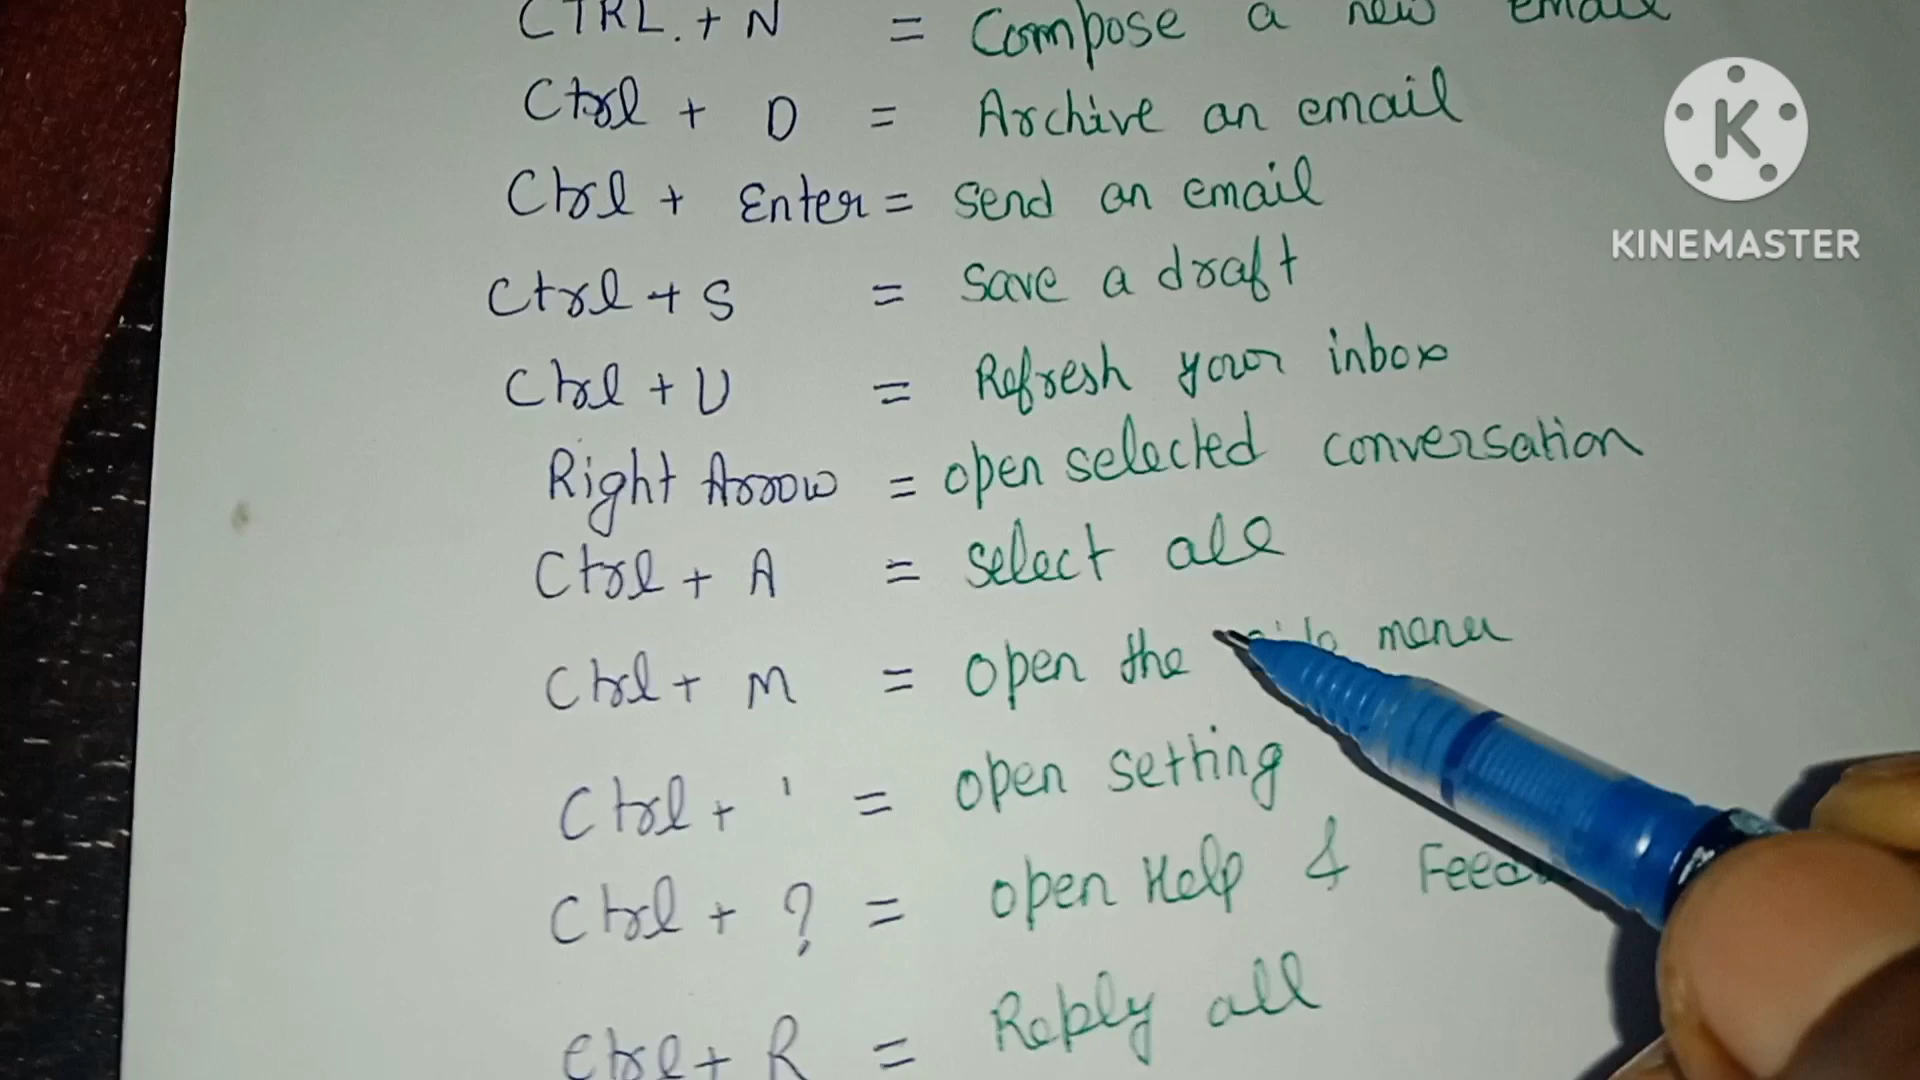 CTRL. + N = Compose a new email
Ctrl + D = Archive an email
Ctrl + Enter = Send an email
Ctrl + S = Save a draft
Ctrl + U = Refresh your inbox
Right Arrow = open selected conversation
Ctrl + A = Select all
Ctrl + M = open the menu
Ctrl + ' = open setting
Ctrl + ? = open Help &
Ctrl + R = Reply all
K
KINEMASTER